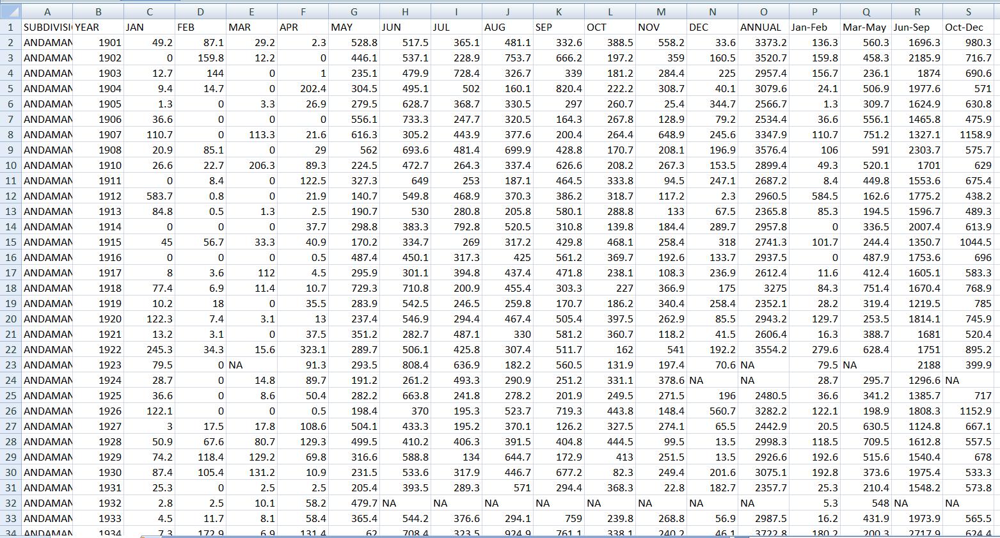 A B C D E F G H I J K L M N O P Q R S
1 SUBDIVISI YEAR JAN FEB MAR APR MAY JUN JUL AUG SEP OCT NOV DEC ANNUAL Jan-Feb Mar-May Jun-Sep Oct-Dec
2 ANDAMAN 1901 49.2 87.1 29.2 2.3 528.8 517.5 365.1 481.1 332.6 388.5 558.2 33.6 3373.2 136.3 560.3 1696.3 980.3
3 ANDAMAN 1902 0 159.8 12.2 0 446.1 537.1 228.9 753.7 666.2 197.2 359 160.5 3520.7 159.8 458.3 2185.9 716.7
4 ANDAMAN 1903 12.7 144 0 1 235.1 479.9 728.4 326.7 339 181.2 284.4 225 2957.4 156.7 236.1 1874 690.6
5 ANDAMAN 1904 9.4 14.7 0 202.4 304.5 495.1 502 160.1 820.4 222.2 308.7 40.1 3079.6 24.1 506.9 1977.6 571
6 ANDAMAN 1905 1.3 0 3.3 26.9 279.5 628.7 368.7 330.5 297 260.7 25.4 344.7 2566.7 1.3 309.7 1624.9 630.8
7 ANDAMAN 1906 36.6 0 0 0 556.1 733.3 247.7 320.5 164.3 267.8 128.9 79.2 2534.4 36.6 556.1 1465.8 475.9
8 ANDAMAN 1907 110.7 0 113.3 21.6 616.3 305.2 443.9 377.6 200.4 264.4 648.9 245.6 3347.9 110.7 751.2 1327.1 1158.9
9 ANDAMAN 1908 20.9 85.1 0 29 562 693.6 481.4 699.9 428.8 170.7 208.1 196.9 3576.4 106 591 2303.7 575.7
10 ANDAMAN 1910 26.6 22.7 206.3 89.3 224.5 472.7 264.3 337.4 626.6 208.2 267.3 153.5 2899.4 49.3 520.1 1701 629
11 ANDAMAN 1911 0 8.4 0 122.5 327.3 649 253 187.1 464.5 333.8 94.5 247.1 2687.2 8.4 449.8 1553.6 675.4
12 ANDAMAN 1912 583.7 0.8 0 21.9 140.7 549.8 468.9 370.3 386.2 318.7 117.2 2.3 2960.5 584.5 162.6 1775.2 438.2
13 ANDAMAN 1913 84.8 0.5 1.3 2.5 190.7 530 280.8 205.8 580.1 288.8 133 67.5 2365.8 85.3 194.5 1596.7 489.3
14 ANDAMAN 1914 0 0 0 37.7 298.8 383.3 792.8 520.5 310.8 139.8 184.4 289.7 2957.8 0 336.5 2007.4 613.9
15 ANDAMAN 1915 45 56.7 33.3 40.9 170.2 334.7 269 317.2 429.8 468.1 258.4 318 2741.3 101.7 244.4 1350.7 1044.5
16 ANDAMAN 1916 0 0 0 0.5 487.4 450.1 317.3 425 561.2 369.7 192.6 133.7 2937.5 0 487.9 1753.6 696
17 ANDAMAN 1917 8 3.6 112 4.5 295.9 301.1 394.8 437.4 471.8 238.1 108.3 236.9 2612.4 11.6 412.4 1605.1 583.3
18 ANDAMAN 1918 77.4 6.9 11.4 10.7 729.3 710.8 200.9 455.4 303.3 227 366.9 175 3275 84.3 751.4 1670.4 768.9
19 ANDAMAN 1919 10.2 18 0 35.5 283.9 542.5 246.5 259.8 170.7 186.2 340.4 258.4 2352.1 28.2 319.4 1219.5 785
20 ANDAMAN 1920 122.3 7.4 3.1 13 237.4 546.9 294.4 467.4 505.4 397.5 262.9 85.5 2943.2 129.7 253.5 1814.1 745.9
21 ANDAMAN 1921 13.2 3.1 0 37.5 351.2 282.7 487.1 330 581.2 360.7 118.2 41.5 2606.4 16.3 388.7 1681 520.4
22 ANDAMAN 1922 245.3 34.3 15.6 323.1 289.7 506.1 425.8 307.4 511.7 162 541 192.2 3554.2 279.6 628.4 1751 895.2
23 ANDAMAN 1923 79.5 0 NA 91.3 293.5 808.4 636.9 182.2 560.5 131.9 197.4 70.6 NA 79.5 NA 2188 399.9
24 ANDAMAN 1924 28.7 0 14.8 89.7 191.2 261.2 493.3 290.9 251.2 331.1 378.6 NA NA 28.7 295.7 1296.6 NA
25 ANDAMAN 1925 36.6 0 8.6 50.4 282.2 663.8 241.8 278.2 201.9 249.5 271.5 196 2480.5 36.6 341.2 1385.7 717
26 ANDAMAN 1926 122.1 0 0 0.5 198.4 370 195.3 523.7 719.3 443.8 148.4 560.7 3282.2 122.1 198.9 1808.3 1152.9
27 ANDAMAN 1927 3 17.5 17.8 108.6 504.1 433.3 195.2 370.1 126.2 327.5 274.1 65.5 2442.9 20.5 630.5 1124.8 667.1
28 ANDAMAN 1928 50.9 67.6 80.7 129.3 499.5 410.2 406.3 391.5 404.8 444.5 99.5 13.5 2998.3 118.5 709.5 1612.8 557.5
29 ANDAMAN 1929 74.2 118.4 129.2 69.8 316.6 588.8 134 644.7 172.9 413 251.5 13.5 2926.6 192.6 515.6 1540.4 678
30 ANDAMAN 1930 87.4 105.4 131.2 10.9 231.5 533.6 317.9 446.7 677.2 82.3 249.4 201.6 3075.1 192.8 373.6 1975.4 533.3
31 ANDAMAN 1931 25.3 0 2.5 2.5 205.4 393.5 289.3 571 294.4 368.3 22.8 182.7 2357.7 25.3 210.4 1548.2 573.8
32 ANDAMAN 1932 2.8 2.5 10.1 58.2 479.7 NA NA NA NA NA NA NA NA 5.3 548 NA NA
33 ANDAMAN 1933 4.5 11.7 8.1 58.4 365.4 544.2 376.6 294.1 759 239.8 268.8 56.9 2987.5 16.2 431.9 1973.9 565.5
34 ANDAMAN 1934 7.3 172.9 6.9 131.4 62 708.4 323.5 924.9 761.1 338.1 240.2 46.1 3722.8 180.2 200.3 2717.9 624.4